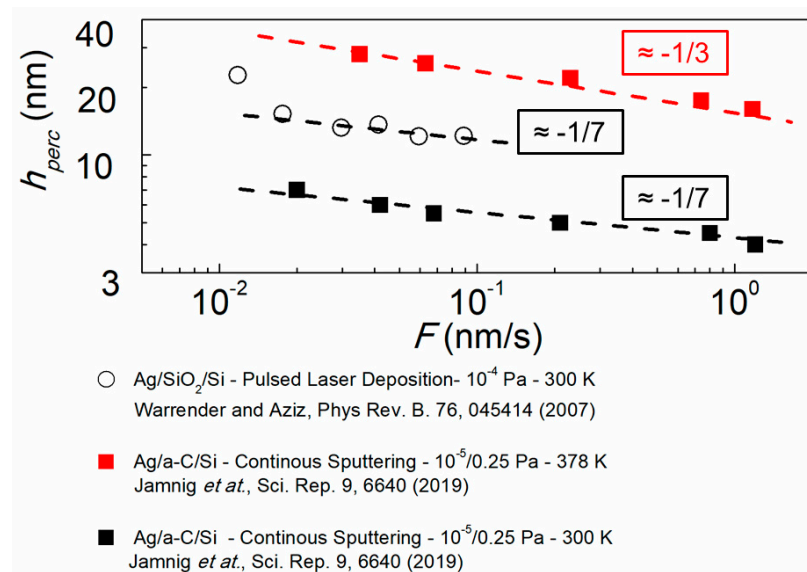 40
20
10
3
h_perc (nm)
≈ -1/3
≈ -1/7
≈ -1/7
10⁻² 10⁻¹ 10⁰
F (nm/s)
Ag/SiO₂/Si - Pulsed Laser Deposition- 10⁻⁴ Pa - 300 K
Warrender and Aziz, Phys Rev. B. 76, 045414 (2007)
Ag/a-C/Si - Continous Sputtering - 10⁻⁵/0.25 Pa - 378 K
Jamnig et at., Sci. Rep. 9, 6640 (2019)
Ag/a-C/Si - Continous Sputtering - 10⁻⁵/0.25 Pa - 300 K
Jamnig et at., Sci. Rep. 9, 6640 (2019)